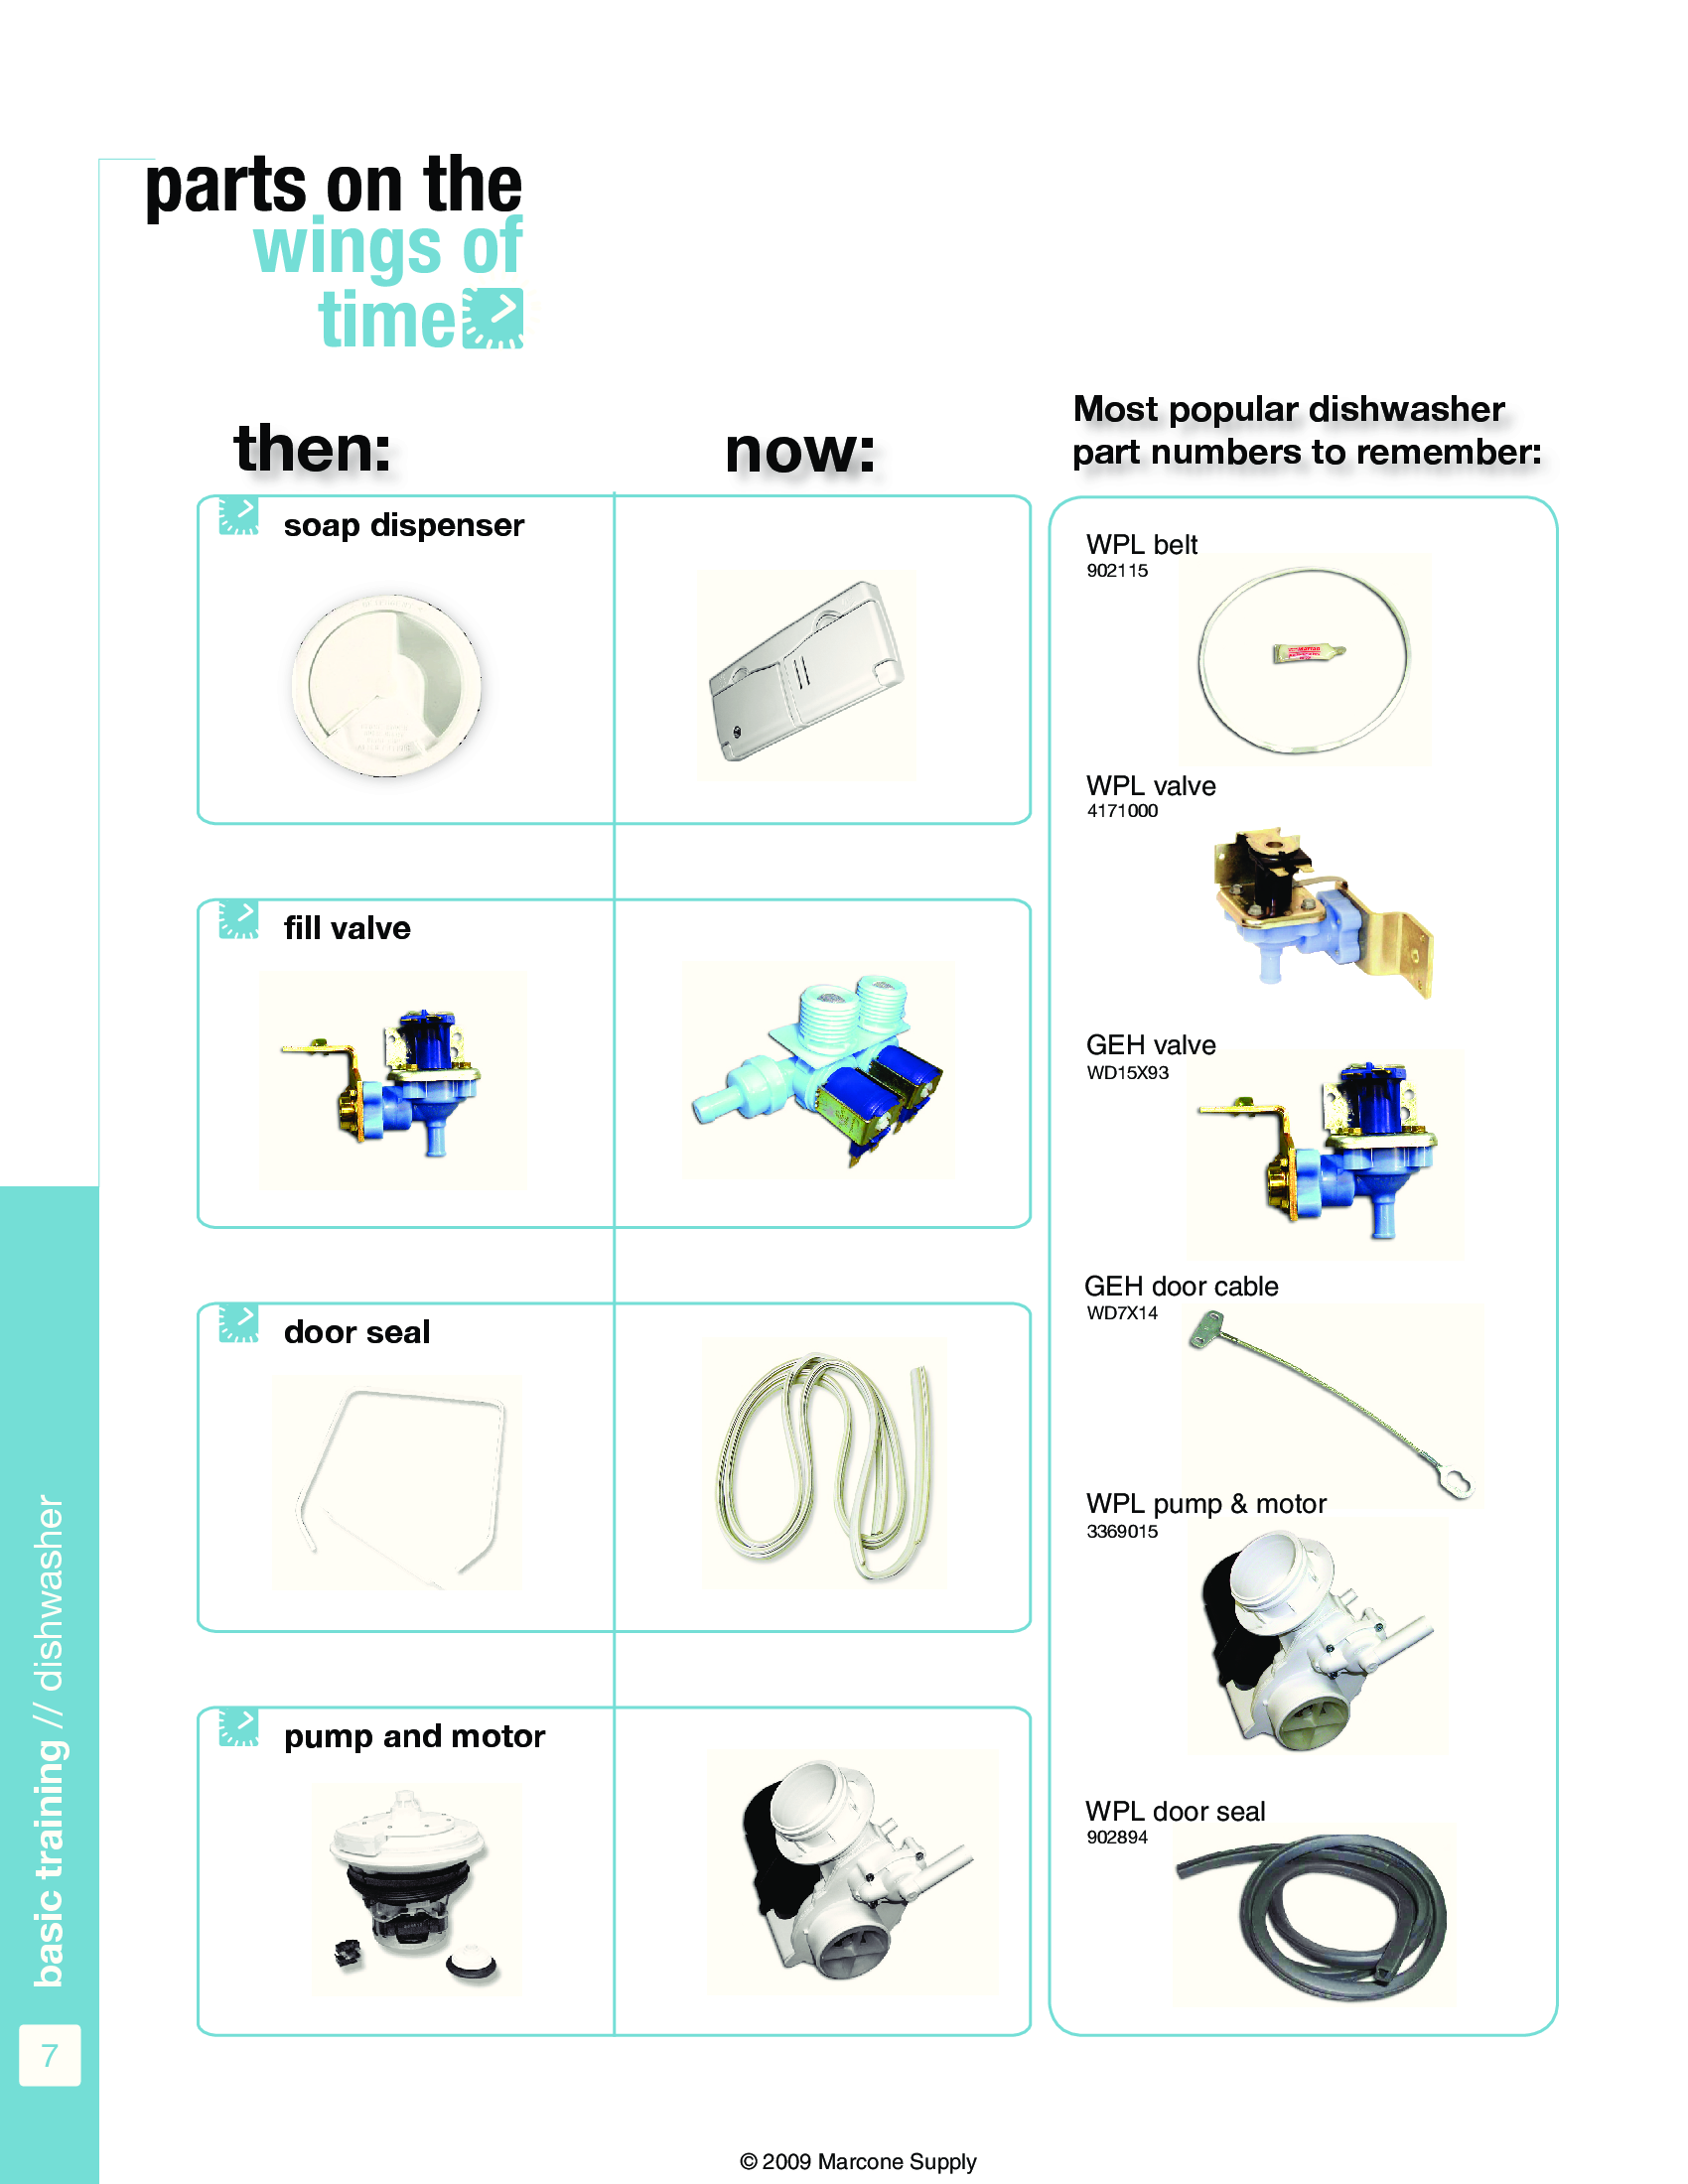 parts on the
wings of
time
then:
now:
Most popular dishwasher
part numbers to remember:
soap dispenser
fill valve
door seal
pump and motor
WPL belt
902115
WPL valve
4171000
GEH valve
WD15X93
GEH door cable
WD7X14
WPL pump & motor
3369015
WPL door seal
902894
basic training // dishwasher
7
© 2009 Marcone Supply